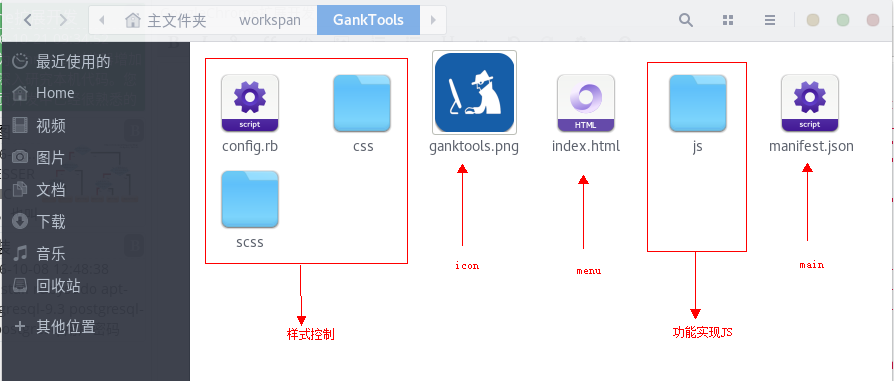 主文件夹 workspan GankTools
最近使用的
Home
视频
图片
文档
下载
音乐
回收站
其他位置
script
HTML
script
config.rb css ganktools.png index.html js manifest.json
scss
icon menu main
样式控制 功能实现JS